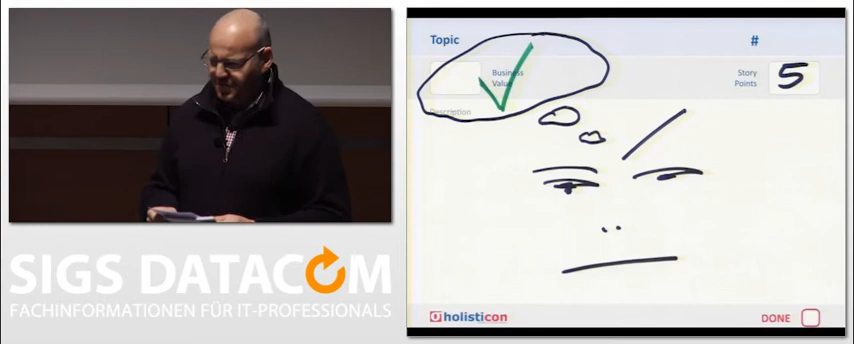 SIGS DATACOM
FACHINFORMATIONEN FÜR IT-PROFESSIONALS
Topic
#
Business
Value
Story
Points
5
Description
holisticon
DONE